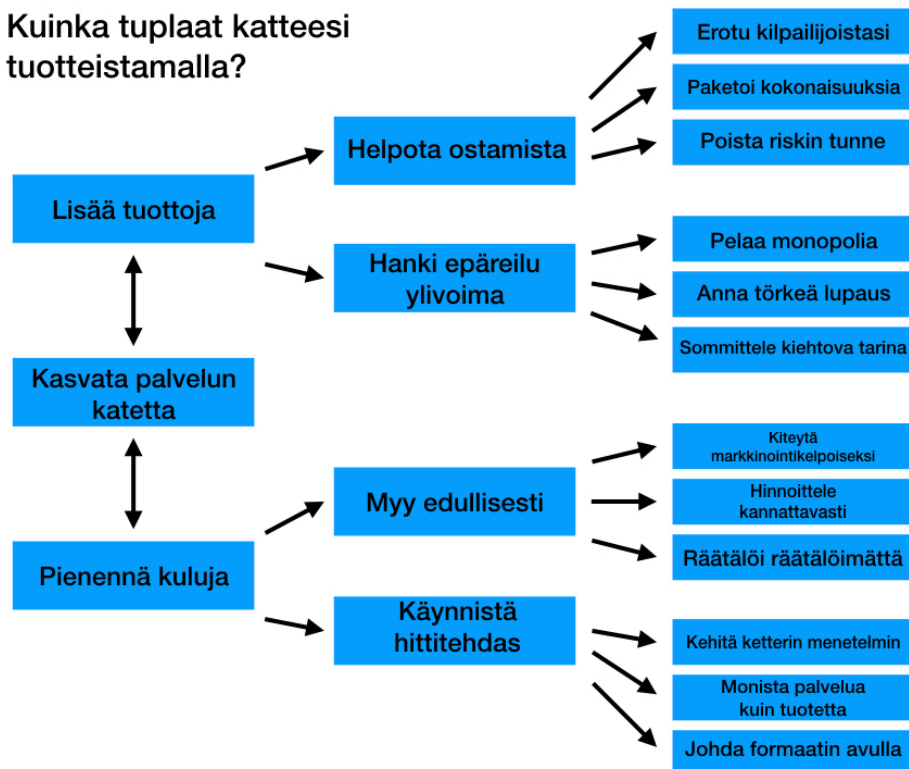 Kuinka tuplaat katteesi
tuotteistamalla?
Lisää tuottoja
Kasvata palvelun
katetta
Pienennä kuluja
Helpota ostamista
Hanki epäreilu
ylivoima
Myy edullisesti
Käynnistä
hittitehdas
Erotu kilpailijoistasi
Paketoi kokonaisuuksia
Poista riskin tunne
Pelaa monopolia
Anna törkeä lupaus
Sommittele kiehtova tarina
Kiteytä
markkinointikelpoiseksi
Hinnoittele
kannattavasti
Räätälöi räätälöimättä
Kehitä ketterin menetelmin
Monista palvelua
kuin tuotetta
Johda formaatin avulla